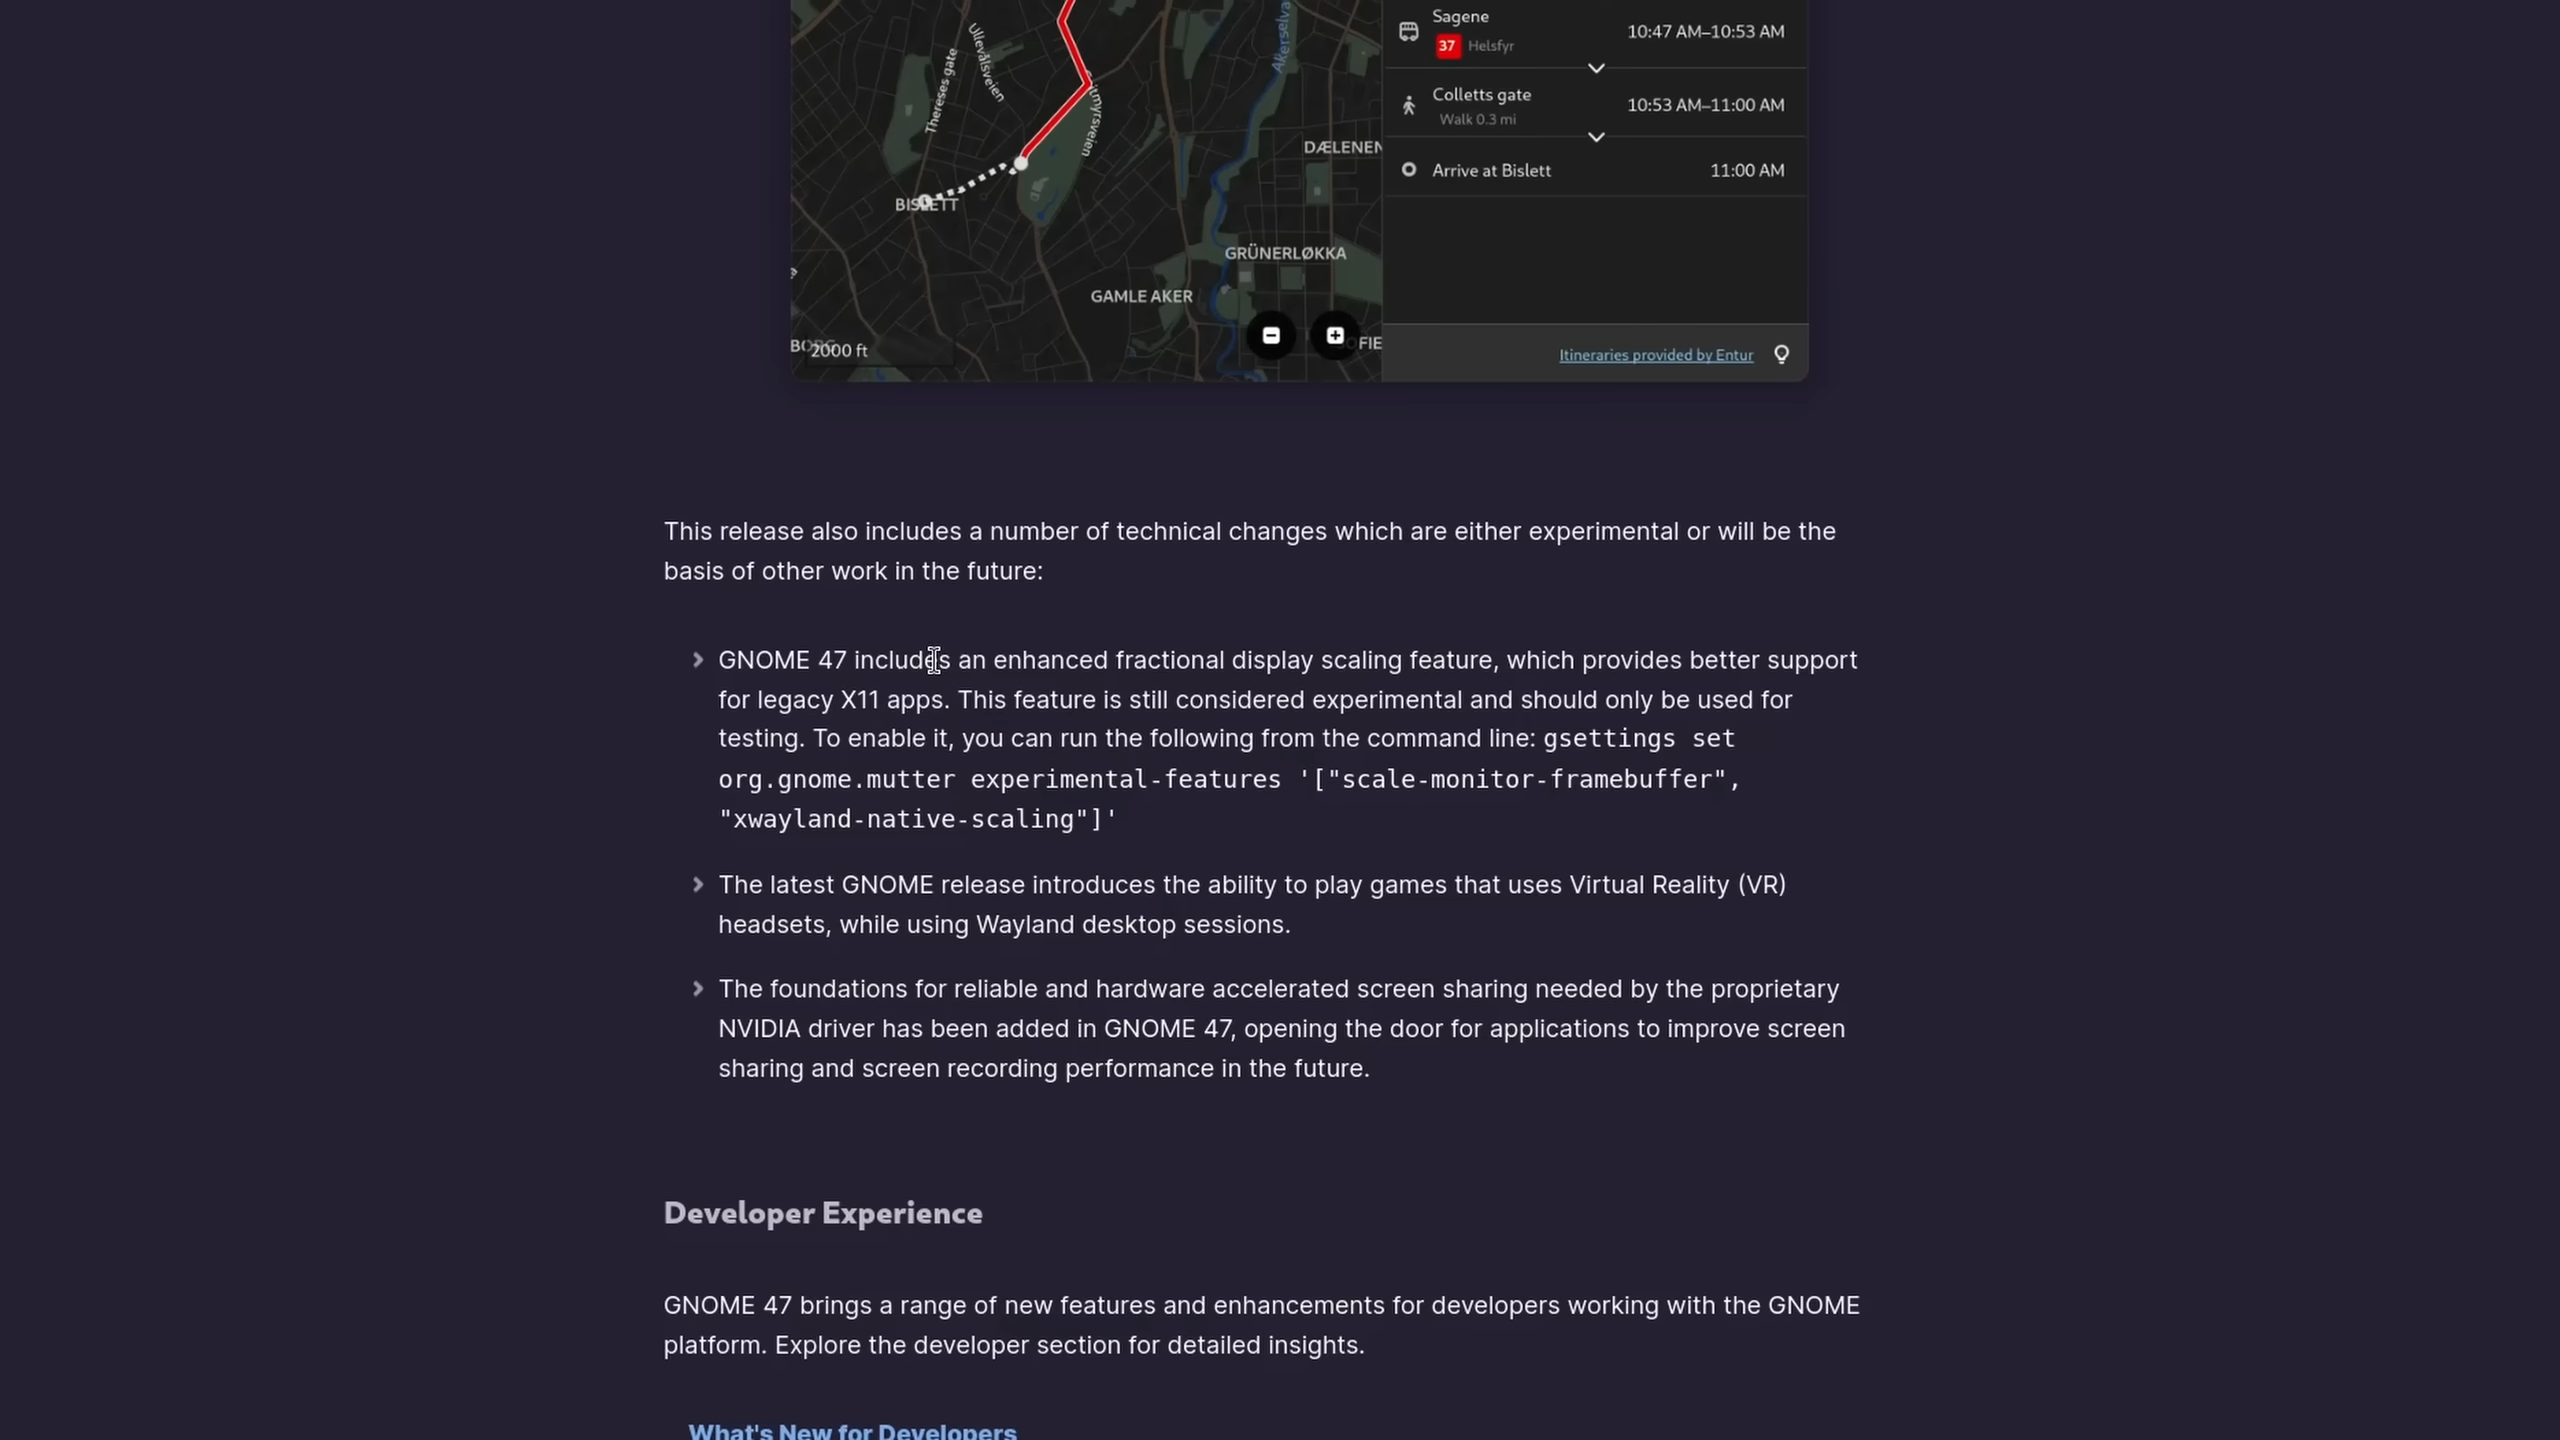 Sagene
10:47 AM–10:53 AM
37 Helsfyr
Colletts gate
10:53 AM–11:00 AM
Walk 0.3 mi
Arrive at Bislett
11:00 AM
Thereses gate
Ullevålsveien
BISLETT
GRÜNERLØKKA
GAMLE AKER
2000 ft
Itineraries provided by Entur
This release also includes a number of technical changes which are either experimental or will be the
basis of other work in the future:
GNOME 47 includes an enhanced fractional display scaling feature, which provides better support
for legacy X11 apps. This feature is still considered experimental and should only be used for
testing. To enable it, you can run the following from the command line: gsettings set
org.gnome.mutter experimental-features '["scale-monitor-framebuffer",
"xwayland-native-scaling"]'
The latest GNOME release introduces the ability to play games that uses Virtual Reality (VR)
headsets, while using Wayland desktop sessions.
The foundations for reliable and hardware accelerated screen sharing needed by the proprietary
NVIDIA driver has been added in GNOME 47, opening the door for applications to improve screen
sharing and screen recording performance in the future.
Developer Experience
GNOME 47 brings a range of new features and enhancements for developers working with the GNOME
platform. Explore the developer section for detailed insights.
What's New for Developers